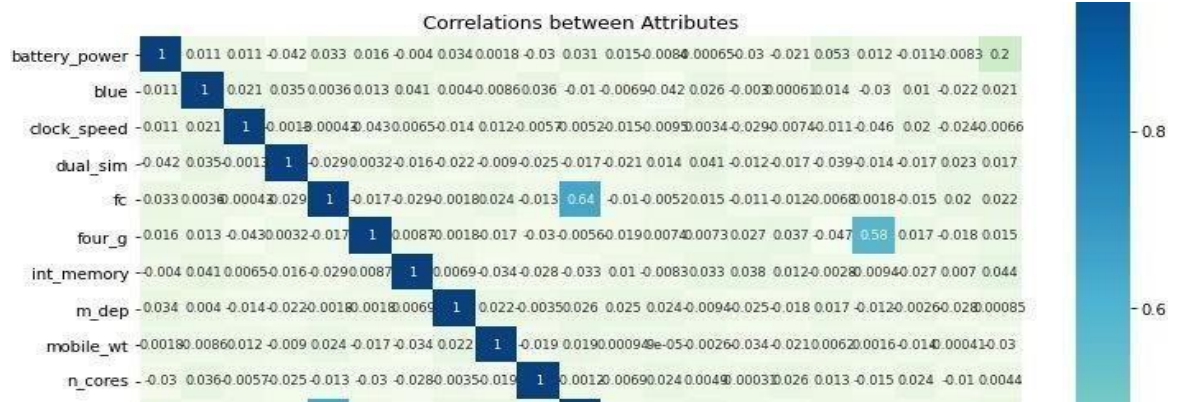 Correlations between Attributes
battery_power 1 0.011 0.011 -0.042 0.033 0.016 -0.004 0.034 0.0018 -0.03 0.031 0.015 -0.0084 0.00065 -0.03 -0.021 0.053 0.012 -0.011 -0.0083 0.2
blue 0.011 1 0.021 0.035 0.0036 0.013 0.041 0.004 -0.0086 0.036 -0.01 -0.0069 -0.042 0.026 -0.003 0.00061 0.014 -0.03 0.01 -0.022 0.021
clock_speed 0.011 0.021 1 -0.0013 -0.00043 -0.043 0.0065 -0.014 0.012 -0.0057 -0.0052 -0.015 -0.0095 0.0034 -0.029 -0.0074 -0.011 -0.046 0.02 -0.024 -0.0066
0.8
dual_sim -0.042 0.035 -0.0013 1 -0.029 0.0032 -0.016 -0.022 -0.009 -0.025 -0.017 -0.021 0.014 0.041 -0.012 -0.017 -0.039 -0.014 -0.017 0.023 0.017
fc 0.033 0.0036 -0.00043 -0.029 1 -0.017 -0.029 -0.0018 0.024 -0.013 0.64 -0.01 -0.0052 0.015 -0.011 -0.012 -0.0068 0.0018 -0.015 0.02 0.022
four_g 0.016 0.013 -0.043 0.0032 -0.017 1 0.0087 -0.0018 -0.017 -0.03 -0.0056 -0.019 0.0074 0.0073 0.027 0.037 -0.047 0.58 0.017 -0.018 0.015
int_memory -0.004 0.041 0.0065 -0.016 -0.029 0.0087 1 0.0069 -0.034 -0.028 -0.033 0.01 -0.0083 0.033 0.038 0.012 -0.0028 -0.0094 -0.027 0.007 0.044
m_dep 0.034 0.004 -0.014 -0.022 -0.0018 -0.0018 0.0069 1 0.022 -0.0035 0.026 0.025 0.024 -0.0094 -0.025 -0.018 0.017 -0.012 -0.0026 -0.028 0.00085
0.6
mobile_wt 0.0018 -0.0086 0.012 -0.009 0.024 -0.017 -0.034 0.022 1 -0.019 0.019 0.00094 -9e-05 -0.0026 -0.034 -0.021 0.0062 0.0016 -0.014 0.00041 -0.03
n_cores -0.03 0.036 -0.0057 -0.025 -0.013 -0.03 -0.028 -0.0035 -0.019 1 0.0012 -0.0069 0.024 0.0049 0.00031 0.026 0.013 -0.015 0.024 -0.01 0.0044